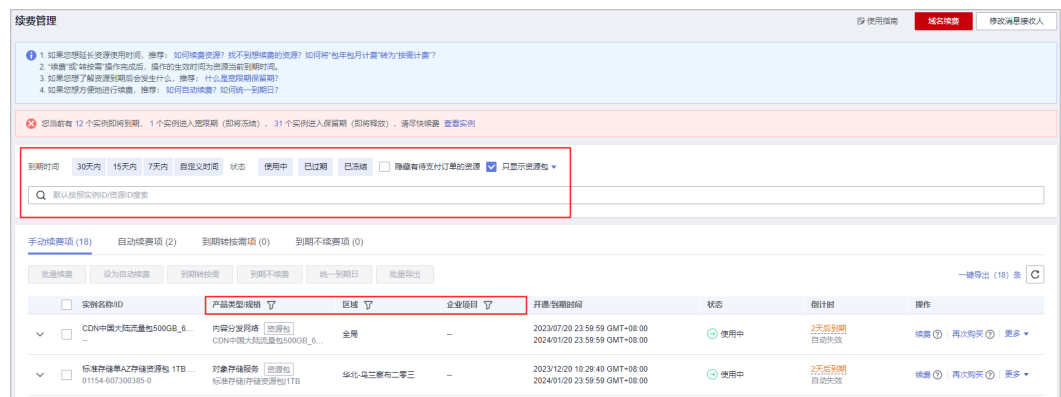 续费管理 使用指南 域名续费 修改消息接收人
1. 如果您想延长资源使用时间，推荐： 如何续费资源？找不到想续费的资源？如何将“包年包月计费”转为“按需计费”？
2. “续费”或“转按需”操作完成后，操作的生效时间为资源当前到期时间。
3. 如果您想了解资源到期后会发生什么，推荐： 什么是宽限期保留期？
4. 如果您想方便地进行续费，推荐： 如何自动续费？如何统一到期日？
您当前有 12 个实例即将到期， 1 个实例进入宽限期（即将冻结）， 31 个实例进入保留期（即将释放），请尽快续费 查看实例
到期时间 30天内 15天内 7天内 自定义时间 状态 使用中 已过期 已冻结 隐藏有待支付订单的资源 只显示资源包
默认按照实例ID/资源ID搜索
手动续费项 (18) 自动续费项 (2) 到期转按需项 (0) 到期不续费项 (0)
批量续费 设为自动续费 到期转按需 到期不续费 统一到期日 批量导出 一键导出（18）条
实例名称/ID 产品类型/规格 区域 企业项目 开通/到期时间 状态 倒计时 操作
CDN中国大陆流量包500GB_6... 内容分发网络 资源包 全局 -- 2023/07/20 23:59:59 GMT+08:00 使用中 2天后到期 续费 再次购买 更多
-- CDN中国大陆流量包500GB_6... 2024/01/20 23:59:59 GMT+08:00 自动失效
标准存储单AZ存储资源包 1TB ... 对象存储服务 资源包 华北-乌兰察布二零三 -- 2023/12/20 10:29:40 GMT+08:00 使用中 2天后到期 续费 再次购买 更多
01154-607300385-0 标准存储|存储资源包|1TB 2024/01/20 23:59:59 GMT+08:00 自动失效